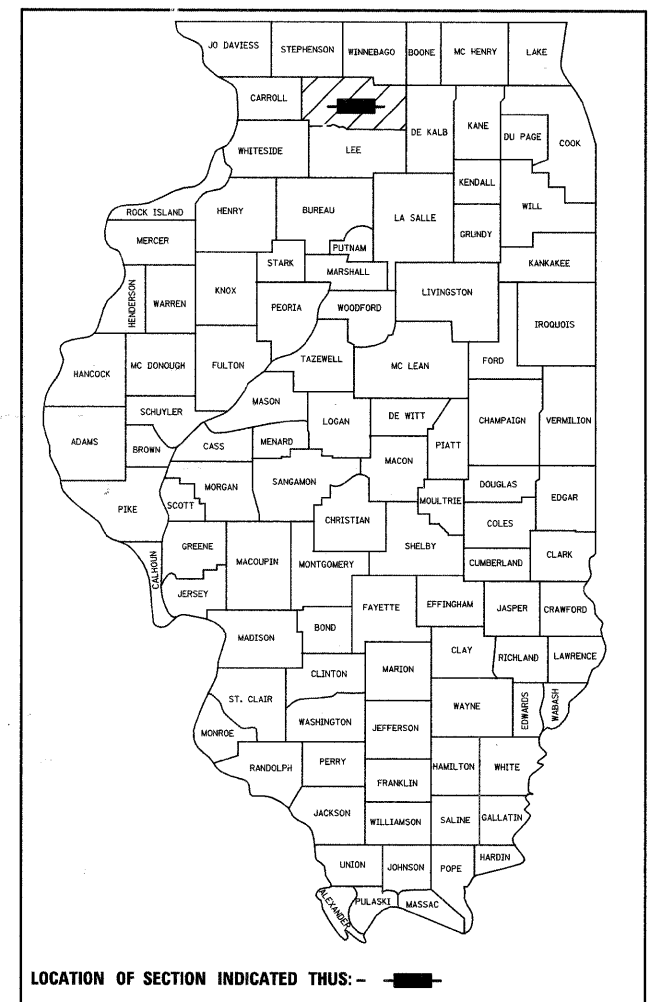 JO DAVIESS STEPHENSON WINNEBAGO BOONE MC HENRY LAKE
CARROLL
DE KALB KANE DU PAGE COOK
WHITESIDE LEE
KENDALL WILL
ROCK ISLAND HENRY BUREAU LA SALLE
GRUNDY
MERCER PUTNAM
STARK KANKAKEE
MARSHALL
HENDERSON WARREN KNOX PEORIA WOODFORD LIVINGSTON
IROQUOIS
HANCOCK MC DONOUGH FULTON TAZEWELL MC LEAN FORD
MASON
SCHUYLER LOGAN DE WITT CHAMPAIGN VERMILION
ADAMS BROWN CASS MENARD PIATT
MACON
MORGAN SANGAMON DOUGLAS
PIKE SCOTT MOULTRIE EDGAR
CHRISTIAN COLES
GREENE SHELBY
CALHOUN MACOUPIN MONTGOMERY CUMBERLAND CLARK
JERSEY FAYETTE EFFINGHAM JASPER CRAWFORD
MADISON BOND
CLAY RICHLAND LAWRENCE
CLINTON MARION
ST. CLAIR WAYNE EDWARDS WABASH
WASHINGTON JEFFERSON
MONROE
RANDOLPH PERRY HAMILTON WHITE
FRANKLIN
JACKSON WILLIAMSON SALINE GALLATIN
UNION JOHNSON POPE HARDIN
ALEXANDER PULASKI MASSAC
LOCATION OF SECTION INDICATED THUS: -